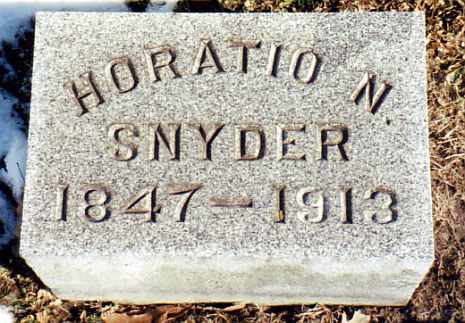 HORATIO N
SNYDER
1847-1913